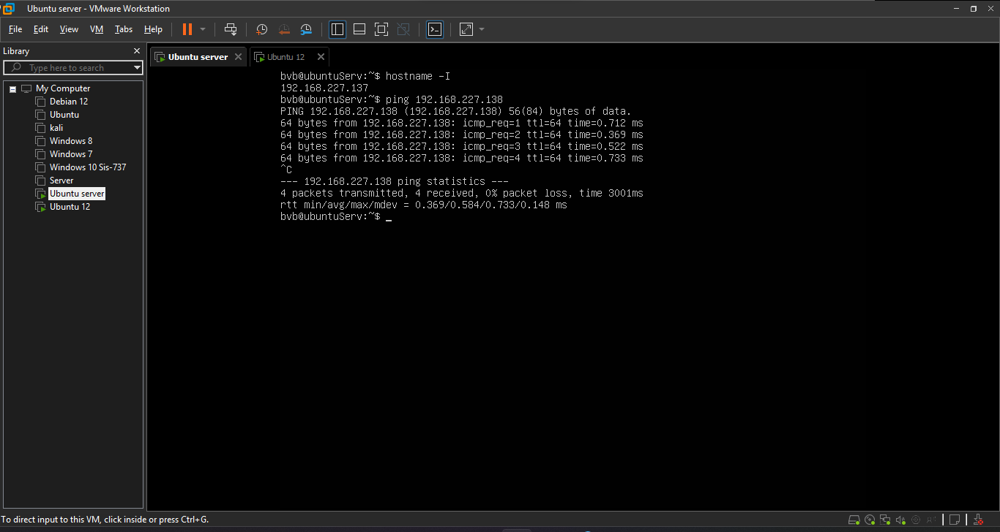 Ubuntu server - VMware Workstation
File Edit View VM Tabs Help
Library
Type here to search
My Computer
Debian 12
Ubuntu
kali
Windows 8
Windows 7
Windows 10 Sis-737
Server
Ubuntu server
Ubuntu 12
Ubuntu server
Ubuntu 12
bvb@ubuntuServ:~$ hostname -I
192.168.227.137
bvb@ubuntuServ:~$ ping 192.168.227.138
PING 192.168.227.138 (192.168.227.138) 56(84) bytes of data.
64 bytes from 192.168.227.138: icmp_req=1 ttl=64 time=0.712 ms
64 bytes from 192.168.227.138: icmp_req=2 ttl=64 time=0.369 ms
64 bytes from 192.168.227.138: icmp_req=3 ttl=64 time=0.522 ms
64 bytes from 192.168.227.138: icmp_req=4 ttl=64 time=0.733 ms
^C
--- 192.168.227.138 ping statistics ---
4 packets transmitted, 4 received, 0% packet loss, time 3001ms
rtt min/avg/max/mdev = 0.369/0.584/0.733/0.148 ms
bvb@ubuntuServ:~$ _
To direct input to this VM, click inside or press Ctrl+G.